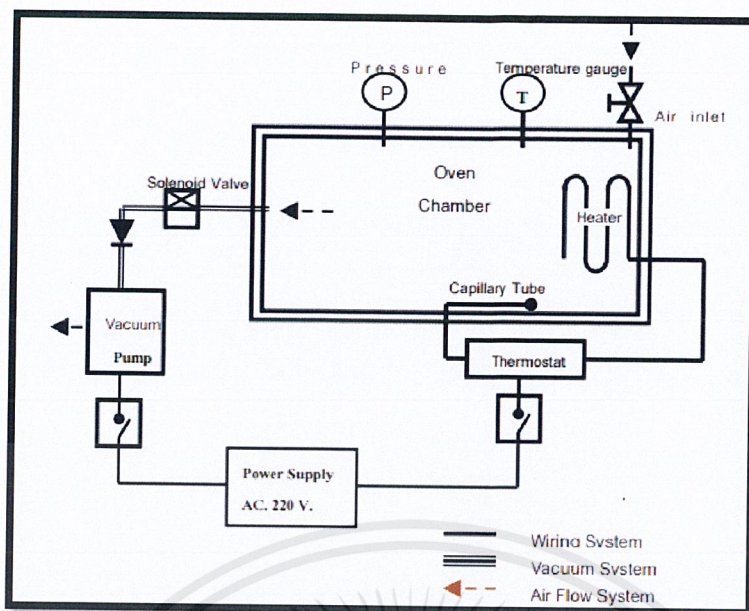 Pressure
Temperature gauge
P
T
Air inlet
Solenoid Valve
Oven
Chamber
Heater
Capillary Tube
Vacuum
Pump
Thermostat
Power Supply
AC. 220 V.
Wiring System
Vacuum System
Air Flow System